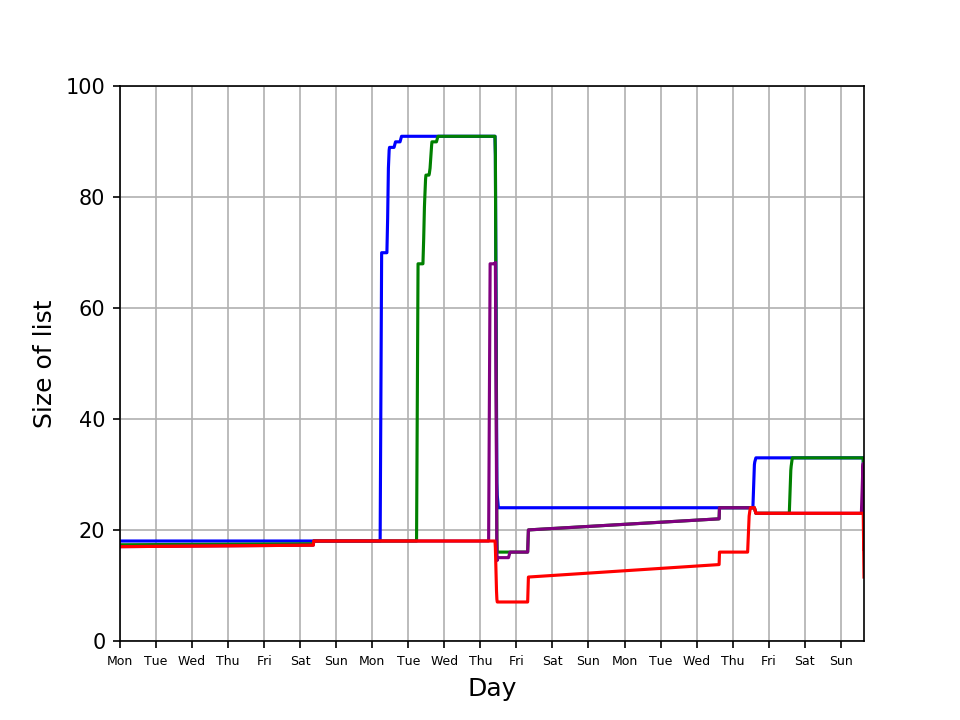 100
80
60
40
20
0
Size of list
Mon Tue Wed Thu Fri Sat Sun Mon Tue Wed Thu Fri Sat Sun Mon Tue Wed Thu Fri Sat Sun
Day